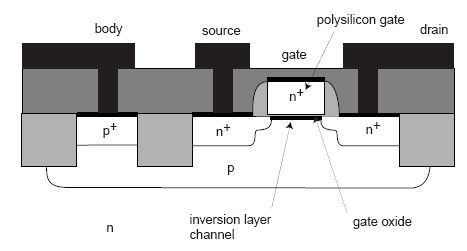 polysilicon gate
body
source
drain
gate
n+
p+
n+
n+
p
inversion layer
channel
gate oxide
n